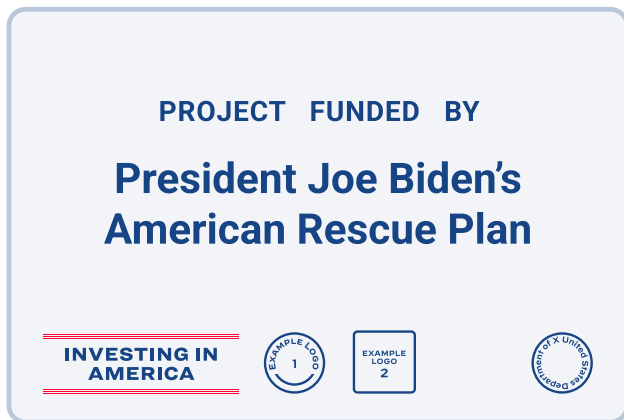 PROJECT FUNDED BY
President Joe Biden’s
American Rescue Plan
INVESTING IN
AMERICA
EXAMPLE LOGO
1
EXAMPLE
LOGO
2
Department of X United States